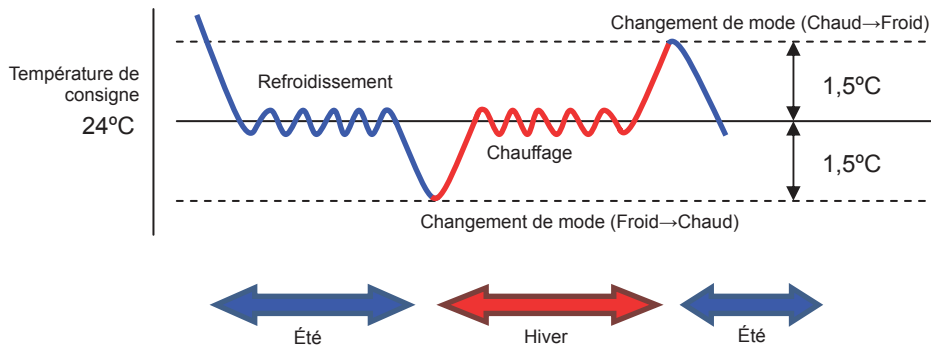 Changement de mode (Chaud→Froid)
Température de
consigne
24ºC
Refroidissement
1,5ºC
Chauffage
1,5ºC
Changement de mode (Froid→Chaud)
Été
Hiver
Été